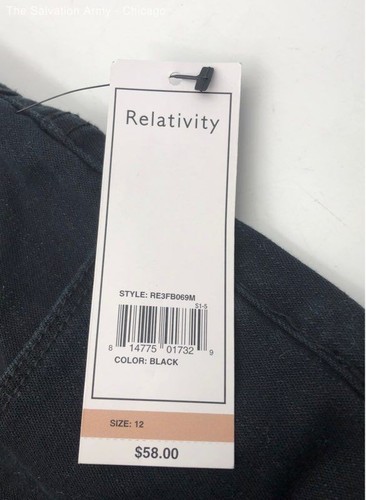 The Salvation Army - Chicago
Relativity
STYLE: RE3FB069M
51-5
8 14775 01732 9
COLOR: BLACK
SIZE: 12
$58.00